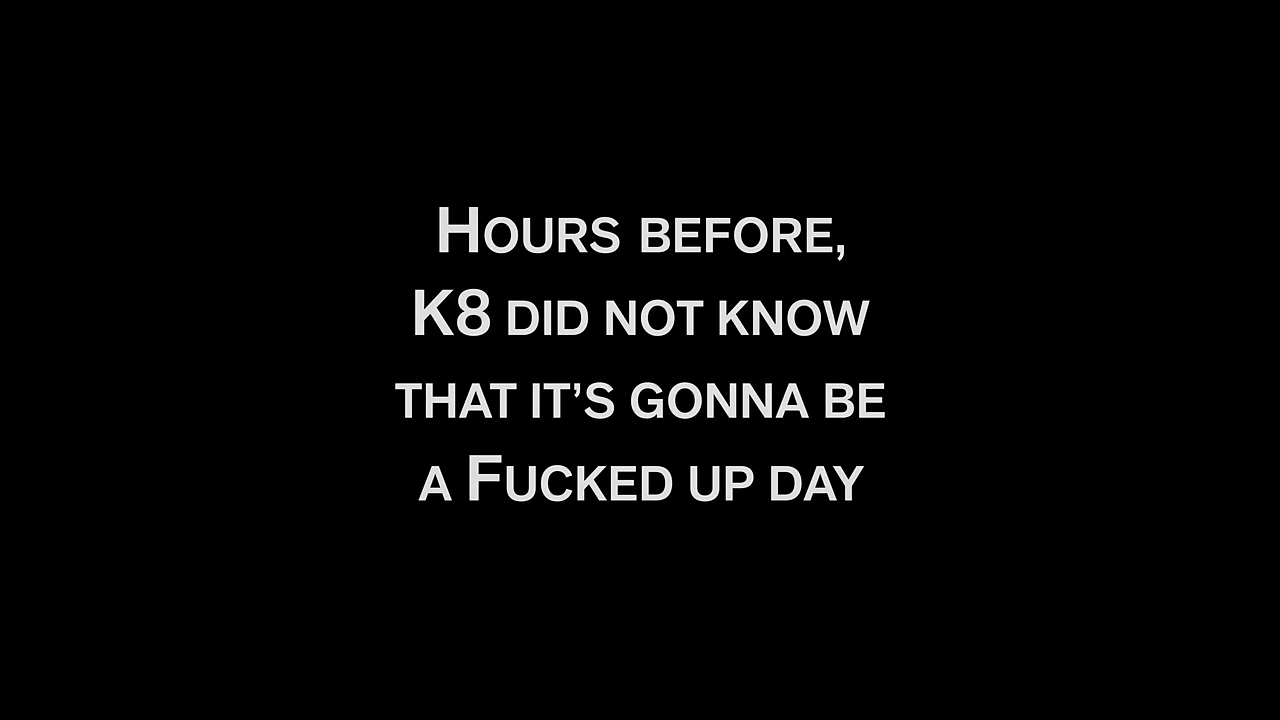 Hours before,
K8 did not know
that it’s gonna be
a Fucked up day